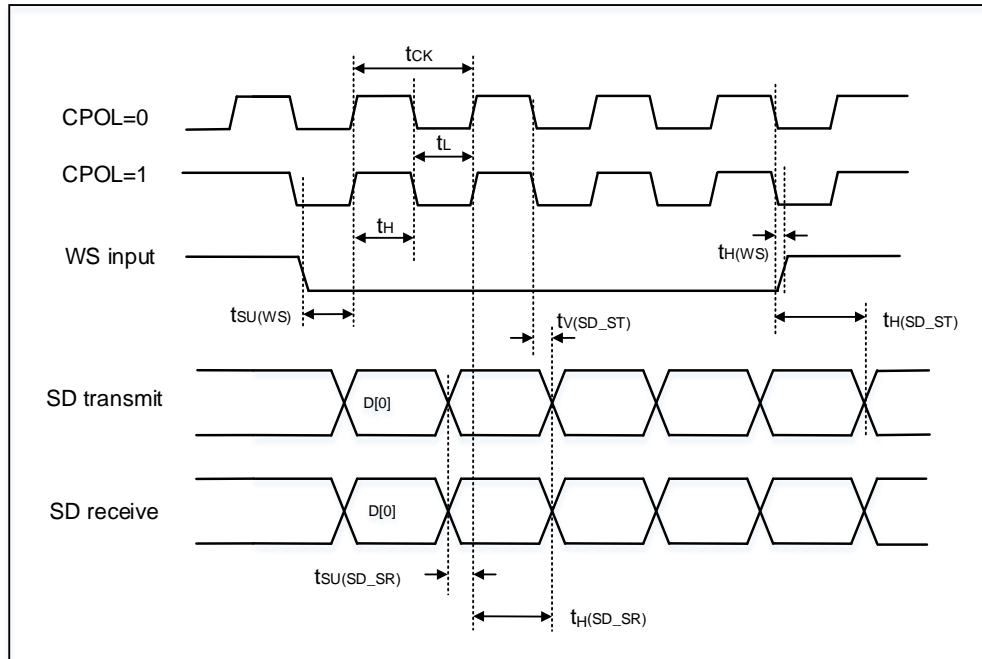 tCK
CPOL=0
tL
CPOL=1
tH
WS input
tH(WS)
tSU(WS)
tV(SD_ST)
tH(SD_ST)
SD transmit
D[0]
SD receive
D[0]
tSU(SD_SR)
tH(SD_SR)